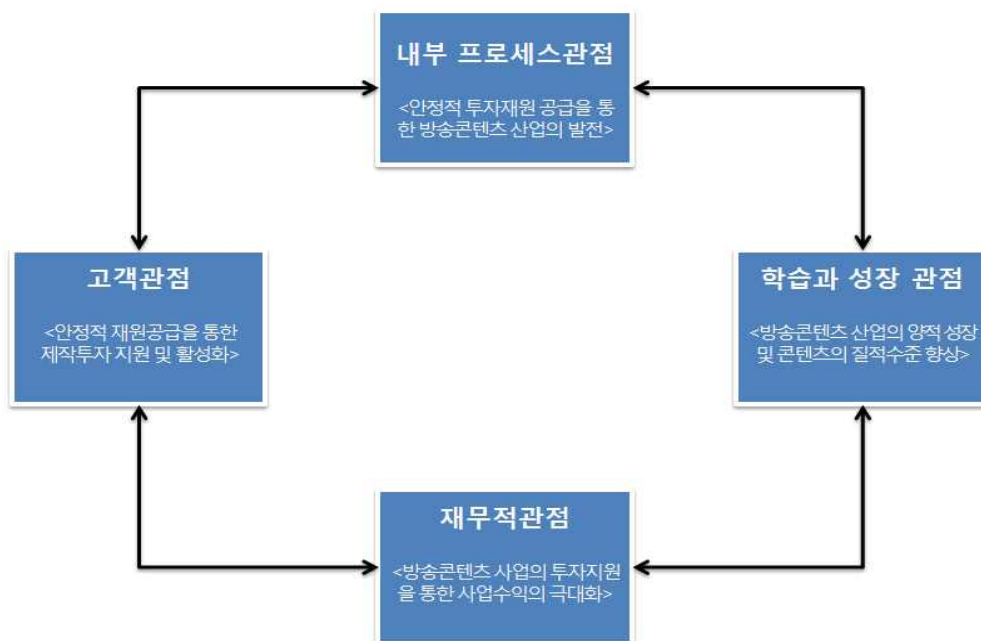 내부 프로세스관점
<안정적 투자재원 공급을 통
한 방송콘텐츠 산업의 발전>
고객관점
<안정적 재원공급을 통한
제작투자 지원 및 활성화>
학습과 성장 관점
<방송콘텐츠 산업의 양적 성장
및 콘텐츠의 질적수준 향상>
재무적관점
<방송콘텐츠 사업의 투자지원
을 통한 사업수익의 극대화>